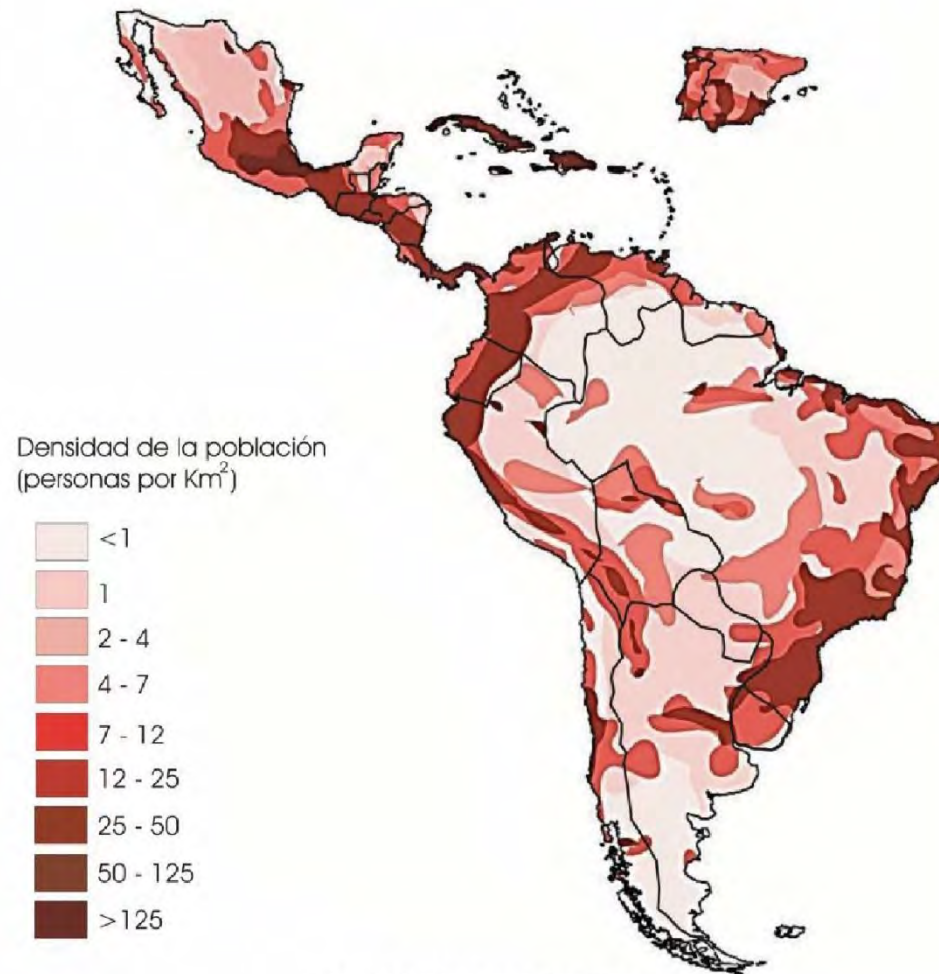 Densidad de la población
(personas por Km²)
<1
1
2 - 4
4 - 7
7 - 12
12 - 25
25 - 50
50 - 125
>125